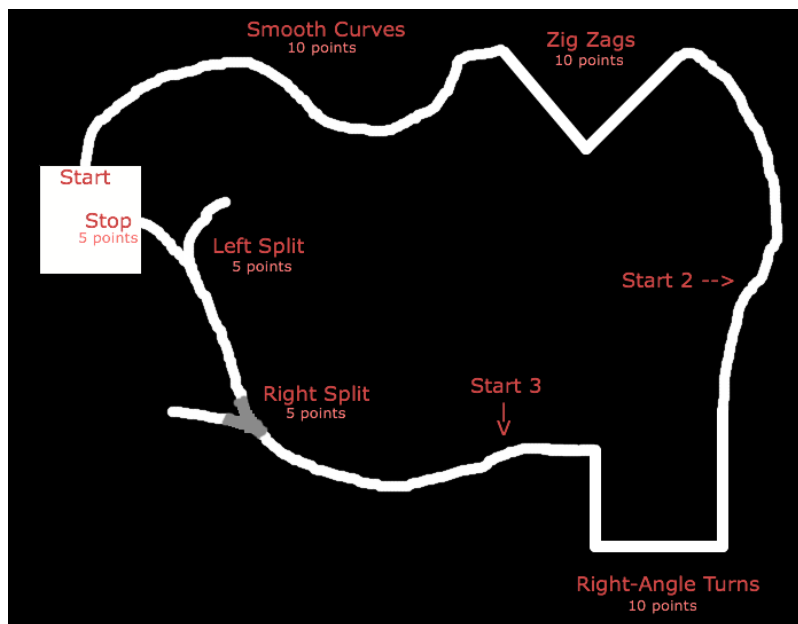 Smooth Curves
10 points
Zig Zags
10 points
Start
Stop
5 points
Left Split
5 points
Start 2 -->
Right Split
5 points
Start 3
-->
Right-Angle Turns
10 points